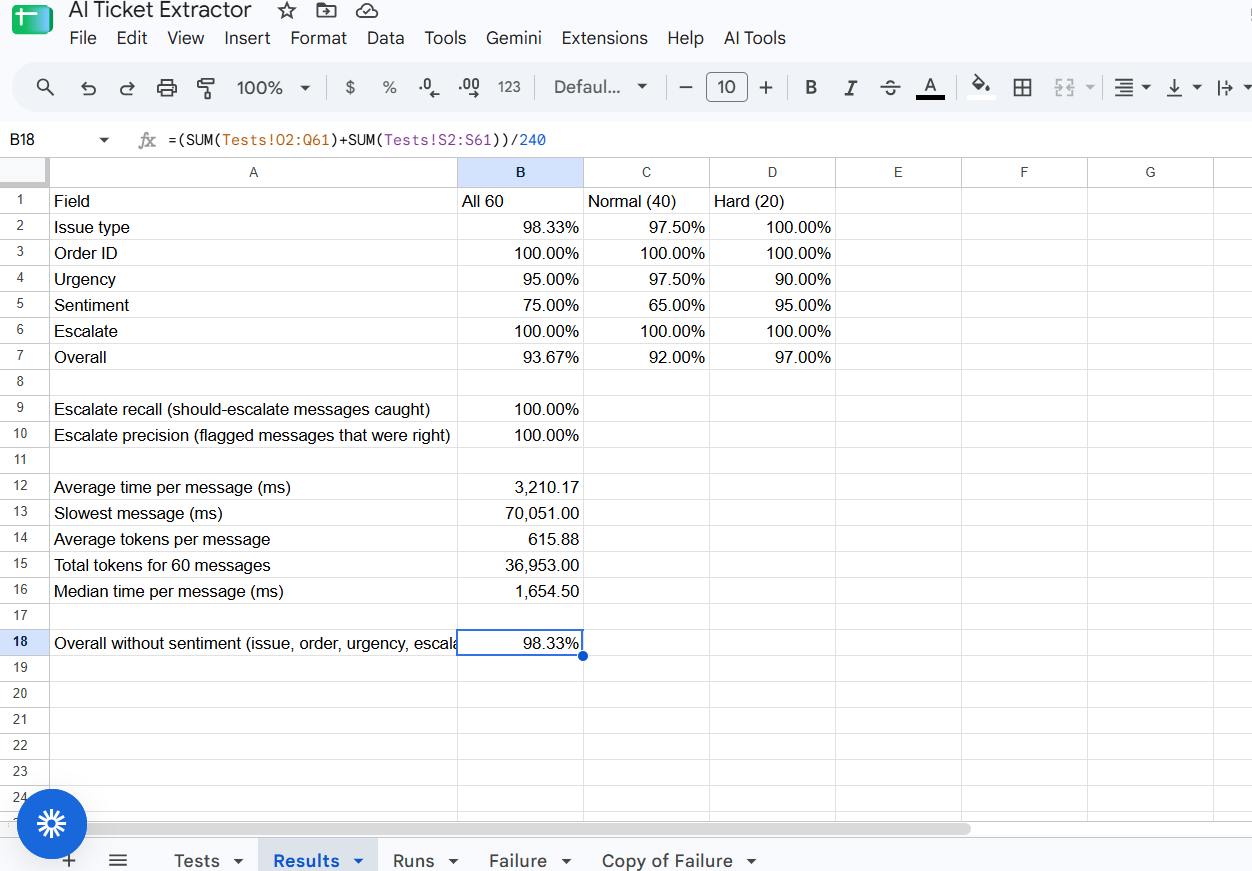 AI Ticket Extractor
File Edit View Insert Format Data Tools Gemini Extensions Help AI Tools
100% $ % .0 .00 123 Defaul... − 10 + B I S A
B18 fx =(SUM(Tests!O2:Q61)+SUM(Tests!S2:S61))/240
A B C D E F G
1 Field All 60 Normal (40) Hard (20)
2 Issue type 98.33% 97.50% 100.00%
3 Order ID 100.00% 100.00% 100.00%
4 Urgency 95.00% 97.50% 90.00%
5 Sentiment 75.00% 65.00% 95.00%
6 Escalate 100.00% 100.00% 100.00%
7 Overall 93.67% 92.00% 97.00%
8
9 Escalate recall (should-escalate messages caught) 100.00%
10 Escalate precision (flagged messages that were right) 100.00%
11
12 Average time per message (ms) 3,210.17
13 Slowest message (ms) 70,051.00
14 Average tokens per message 615.88
15 Total tokens for 60 messages 36,953.00
16 Median time per message (ms) 1,654.50
17
18 Overall without sentiment (issue, order, urgency, escala 98.33%
19
20
21
22
23
24
+ Tests Results Runs Failure Copy of Failure